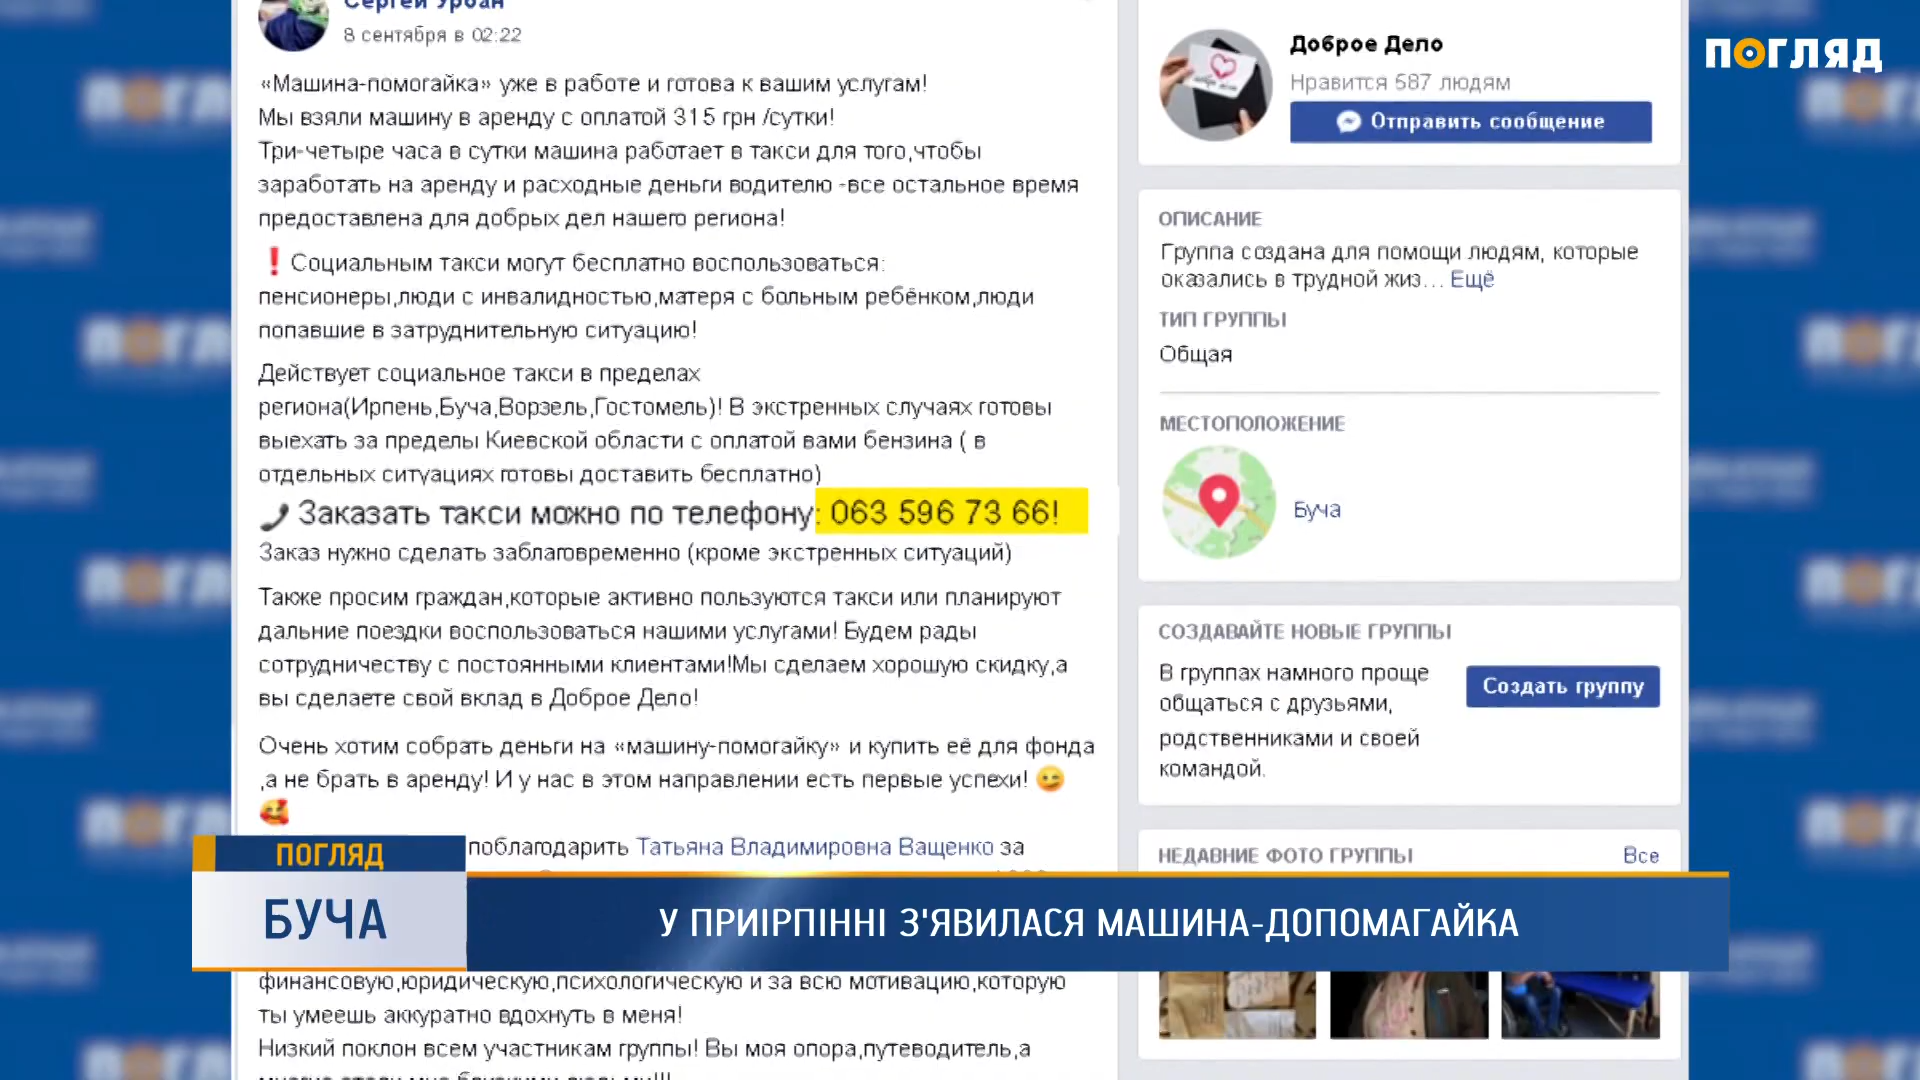 Сергей Урбан
8 сентября в 02:22
«Машина-помогайка» уже в работе и готова к вашим услугам!
Мы взяли машину в аренду с оплатой 315 грн /сутки!
Три-четыре часа в сутки машина работает в такси для того,чтобы
заработать на аренду и расходные деньги водителю -все остальное время
предоставлена для добрых дел нашего региона!
❗Социальным такси могут бесплатно воспользоваться:
пенсионеры,люди с инвалидностью,матеря с больным ребёнком,люди
попавшие в затруднительную ситуацию!
Действует социальное такси в пределах
региона(Ирпень,Буча,Ворзель,Гостомель)! В экстренных случаях готовы
выехать за пределы Киевской области с оплатой вами бензина ( в
отдельных ситуациях готовы доставить бесплатно)
Заказать такси можно по телефону: 063 596 73 66!
Заказ нужно сделать заблаговременно (кроме экстренных ситуаций)
Также просим граждан,которые активно пользуются такси или планируют
дальние поездки воспользоваться нашими услугами! Будем рады
сотрудничеству с постоянными клиентами!Мы сделаем хорошую скидку,а
вы сделаете свой вклад в Доброе Дело!
Очень хотим собрать деньги на «машину-помогайку» и купить её для фонда
,а не брать в аренду! И у нас в этом направлении есть первые успехи! 😉
🥰
поблагодарить Татьяна Владимировна Ващенко за
финансовую,юридическую,психологическую и за всю мотивацию,которую
ты умеешь аккуратно вдохнуть в меня!
Низкий поклон всем участникам группы! Вы моя опора,путеводитель,а
Доброе Дело
Нравится 587 людям
Отправить сообщение
ОПИСАНИЕ
Группа создана для помощи людям, которые
оказались в трудной жиз... Ещё
ТИП ГРУППЫ
Общая
МЕСТОПОЛОЖЕНИЕ
Буча
СОЗДАВАЙТЕ НОВЫЕ ГРУППЫ
В группах намного проще
общаться с друзьями,
родственниками и своей
командой.
Создать группу
НЕДАВНИЕ ФОТО ГРУППЫ
Все
ПОГЛЯД
ПОГЛЯД
БУЧА
У ПРИІРПІННІ З'ЯВИЛАСЯ МАШИНА-ДОПОМАГАЙКА